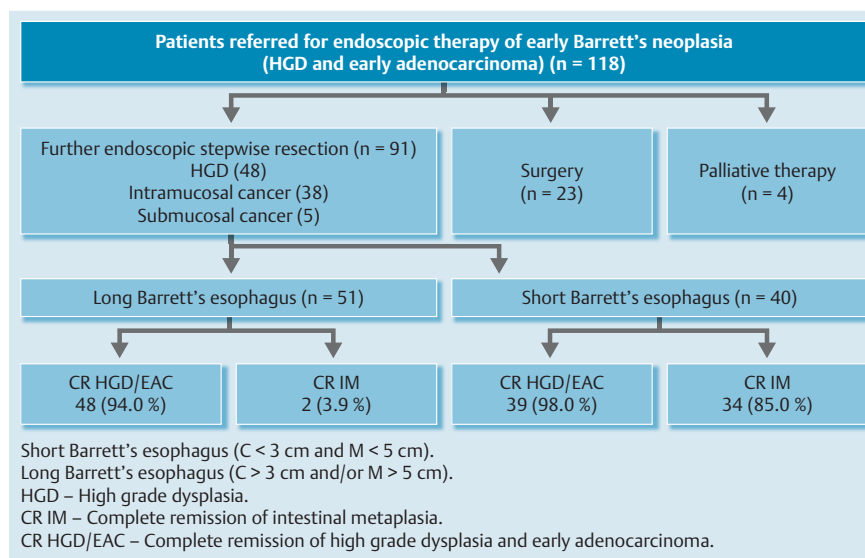 Patients referred for endoscopic therapy of early Barrett’s neoplasia
(HGD and early adenocarcinoma) (n = 118)
Further endoscopic stepwise resection (n = 91)
HGD (48)
Intramucosal cancer (38)
Submucosal cancer (5)
Surgery
(n = 23)
Palliative therapy
(n = 4)
Long Barrett’s esophagus (n = 51)
Short Barrett’s esophagus (n = 40)
CR HGD/EAC
48 (94.0 %)
CR IM
2 (3.9 %)
CR HGD/EAC
39 (98.0 %)
CR IM
34 (85.0 %)
Short Barrett’s esophagus (C < 3 cm and M < 5 cm).
Long Barrett’s esophagus (C > 3 cm and/or M > 5 cm).
HGD – High grade dysplasia.
CR IM – Complete remission of intestinal metaplasia.
CR HGD/EAC – Complete remission of high grade dysplasia and early adenocarcinoma.